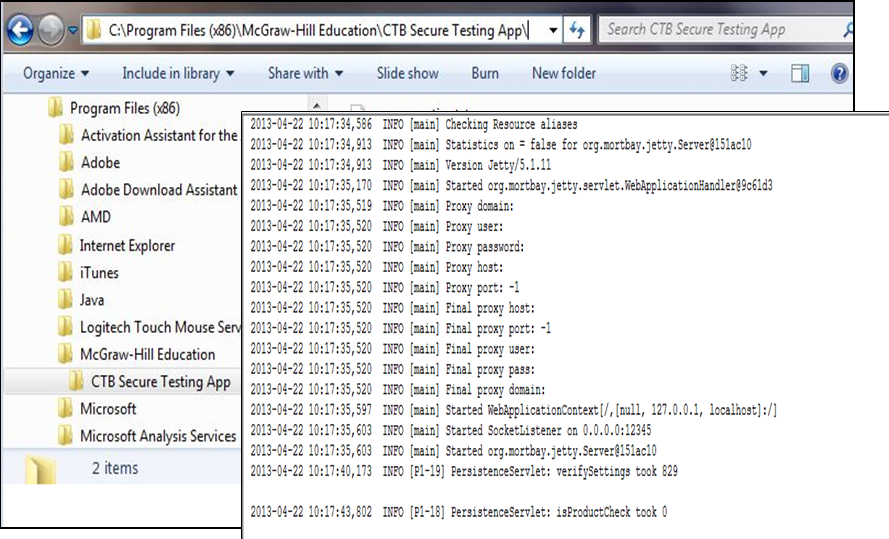 C:\Program Files (x86)\McGraw-Hill Education\CTB Secure Testing App\
Search CTB Secure Testing App
Organize
Include in library
Share with
Slide show
Burn
New folder
Program Files (x86)
Activation Assistant for the
Adobe
Adobe Download Assistant
AMD
Internet Explorer
iTunes
Java
Logitech Touch Mouse Serv
McGraw-Hill Education
CTB Secure Testing App
Microsoft
Microsoft Analysis Services
2 items
2013-04-22 10:17:34,586 INFO [main] Checking Resource aliases
2013-04-22 10:17:34,913 INFO [main] Statistics on = false for org.mortbay.jetty.Server@151ac10
2013-04-22 10:17:34,913 INFO [main] Version Jetty/5.1.11
2013-04-22 10:17:35,170 INFO [main] Started org.mortbay.jetty.servlet.WebApplicationHandler@9c61d3
2013-04-22 10:17:35,519 INFO [main] Proxy domain:
2013-04-22 10:17:35,520 INFO [main] Proxy user:
2013-04-22 10:17:35,520 INFO [main] Proxy password:
2013-04-22 10:17:35,520 INFO [main] Proxy host:
2013-04-22 10:17:35,520 INFO [main] Proxy port: -1
2013-04-22 10:17:35,520 INFO [main] Final proxy host:
2013-04-22 10:17:35,520 INFO [main] Final proxy port: -1
2013-04-22 10:17:35,520 INFO [main] Final proxy user:
2013-04-22 10:17:35,520 INFO [main] Final proxy pass:
2013-04-22 10:17:35,520 INFO [main] Final proxy domain:
2013-04-22 10:17:35,597 INFO [main] Started WebApplicationContext[/,[null, 127.0.0.1, localhost]:/]
2013-04-22 10:17:35,603 INFO [main] Started SocketListener on 0.0.0.0:12345
2013-04-22 10:17:35,603 INFO [main] Started org.mortbay.jetty.Server@151ac10
2013-04-22 10:17:40,173 INFO [P1-19] PersistenceServlet: verifySettings took 829
2013-04-22 10:17:43,802 INFO [P1-18] PersistenceServlet: isProductCheck took 0